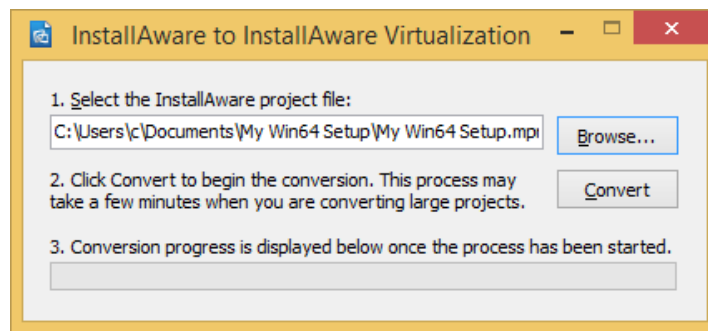 InstallAware to InstallAware Virtualization
1. Select the InstallAware project file:
C:\Users\c\Documents\My Win64 Setup\My Win64 Setup.mp
Browse...
2. Click Convert to begin the conversion. This process may
take a few minutes when you are converting large projects.
Convert
3. Conversion progress is displayed below once the process has been started.